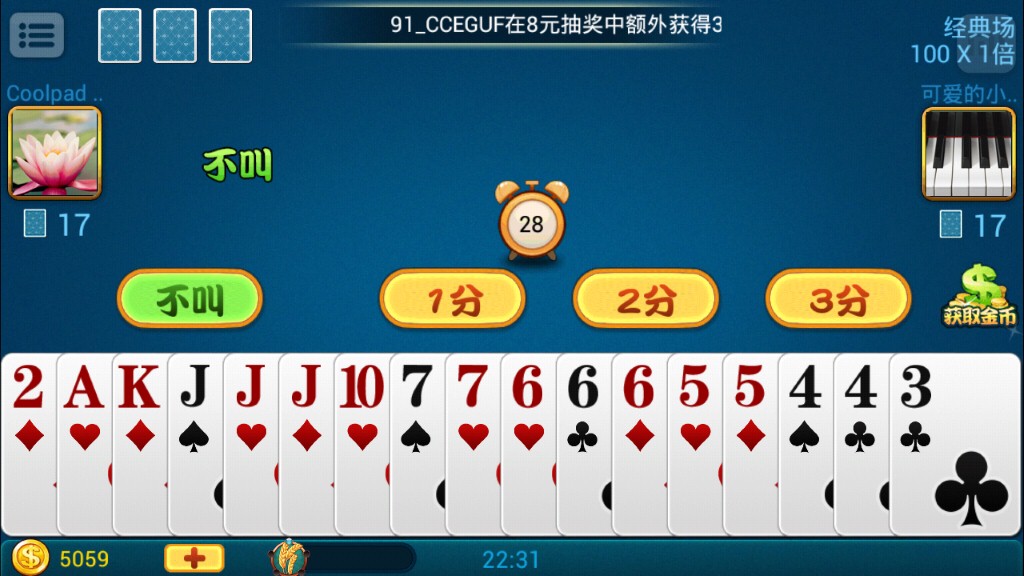 91_CCEGUF在8元抽奖中额外获得3
经典场
100 X 1倍
Coolpad ..
可爱的小..
不叫
28
17
17
不叫
1分
2分
3分
获取金币
2 A K J J J 10 7 7 6 6 6 5 5 4 4 3
5059
22:31